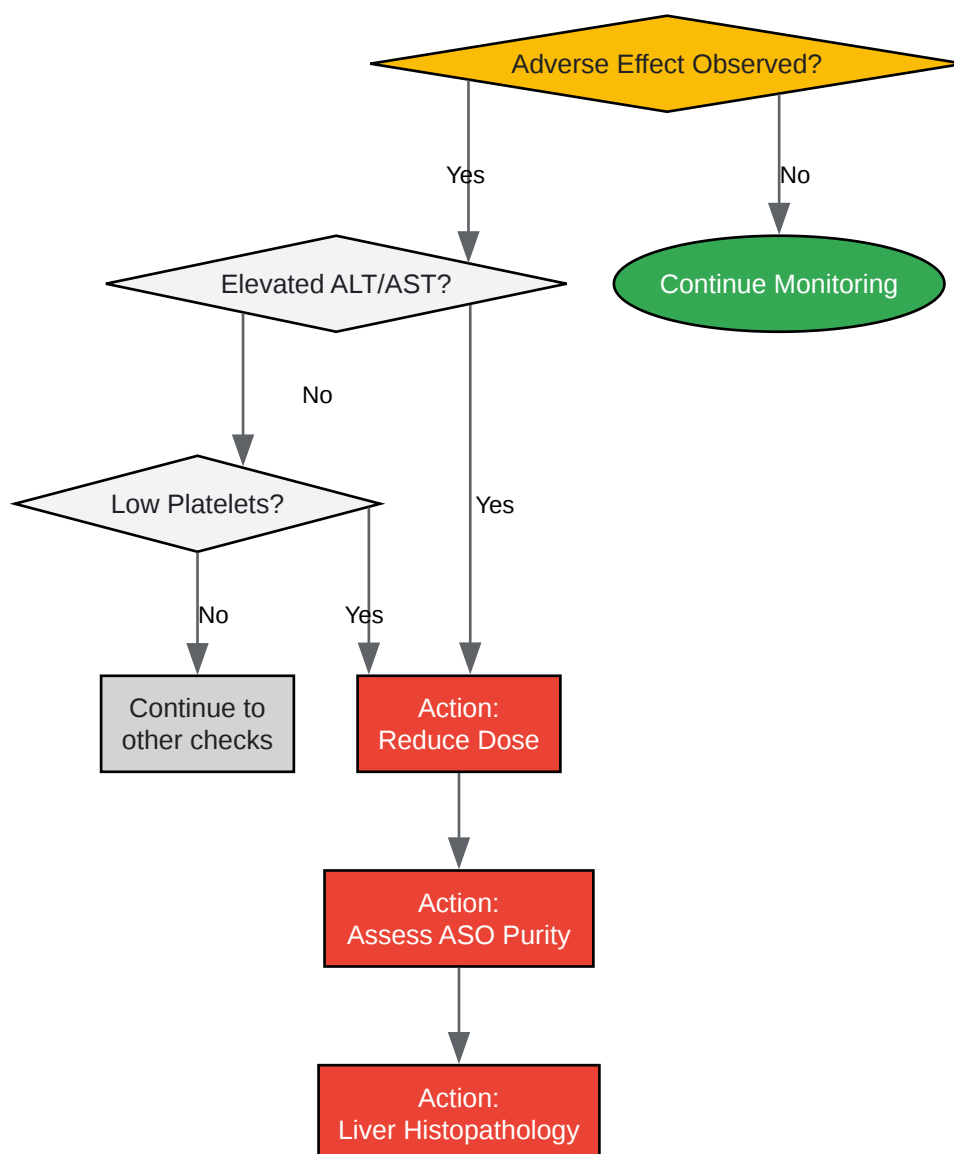 Adverse Effect Observed?
Yes
No
Elevated ALT/AST?
Continue Monitoring
No
Low Platelets?
Yes
No
Yes
Continue to
other checks
Action:
Reduce Dose
Action:
Assess ASO Purity
Action:
Liver Histopathology